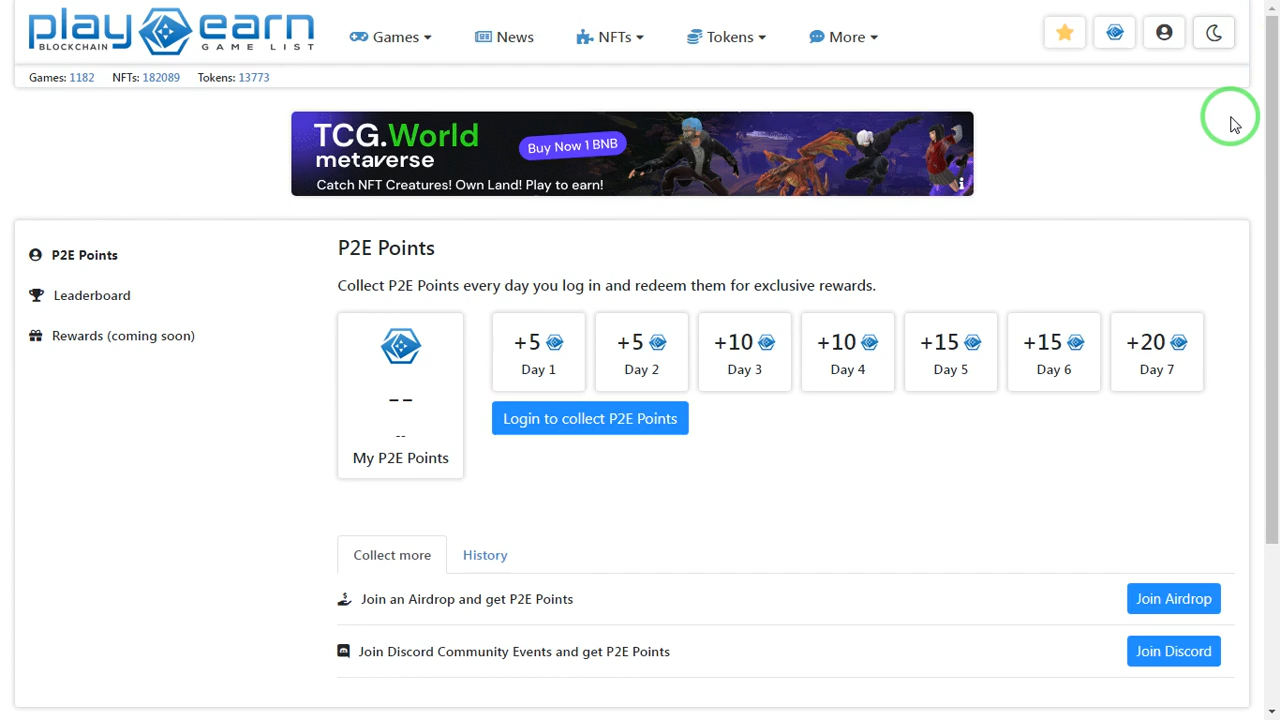 play earn
BLOCKCHAIN GAME LIST
Games News NFTs Tokens More
Games: 1182 NFTs: 182089 Tokens: 13773
TCG.World
metaverse
Buy Now 1 BNB
Catch NFT Creatures! Own Land! Play to earn!
P2E Points
Leaderboard
Rewards (coming soon)
P2E Points
Collect P2E Points every day you log in and redeem them for exclusive rewards.
--
--
My P2E Points
+5 +5 +10 +10 +15 +15 +20
Day 1 Day 2 Day 3 Day 4 Day 5 Day 6 Day 7
Login to collect P2E Points
Collect more History
Join an Airdrop and get P2E Points Join Airdrop
Join Discord Community Events and get P2E Points Join Discord